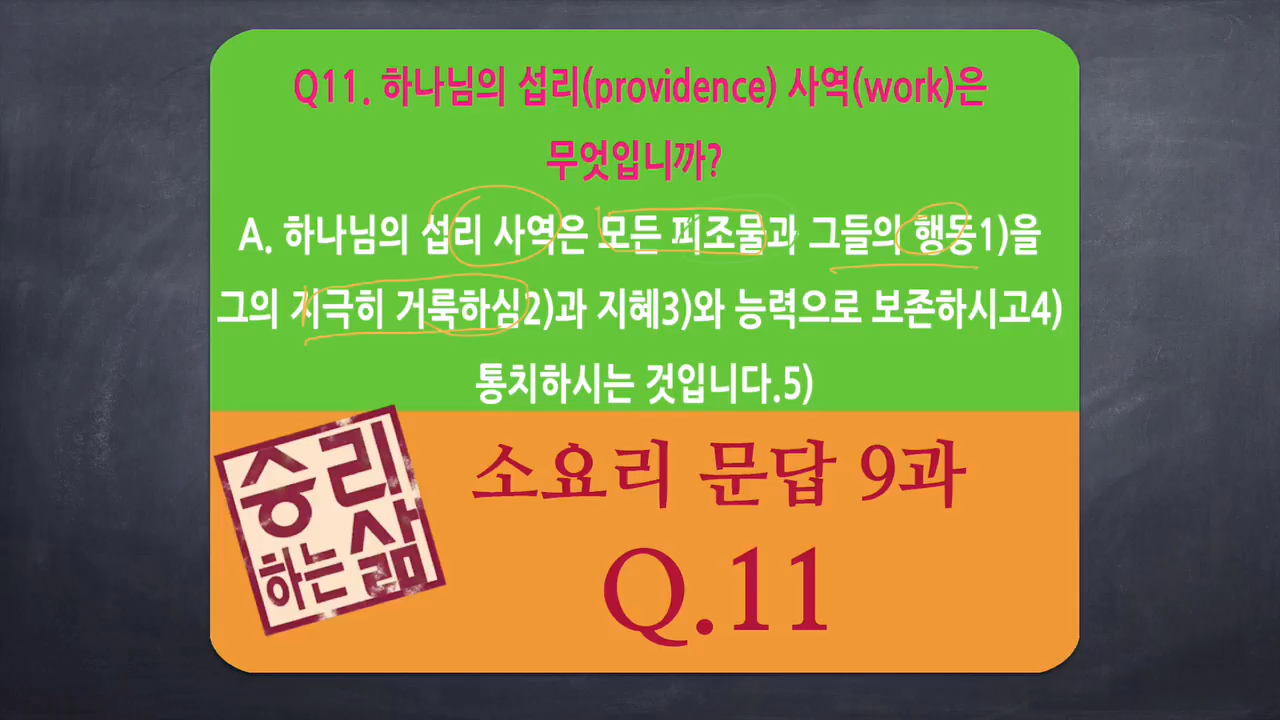 Q11. 하나님의 섭리(providence) 사역(work)은
무엇입니까?
A. 하나님의 섭리 사역은 모든 피조물과 그들의 행동1)을
그의 지극히 거룩하심2)과 지혜3)와 능력으로 보존하시고4)
통치하시는 것입니다.5)
승리
하는 삶
소요리 문답 9과
Q.11